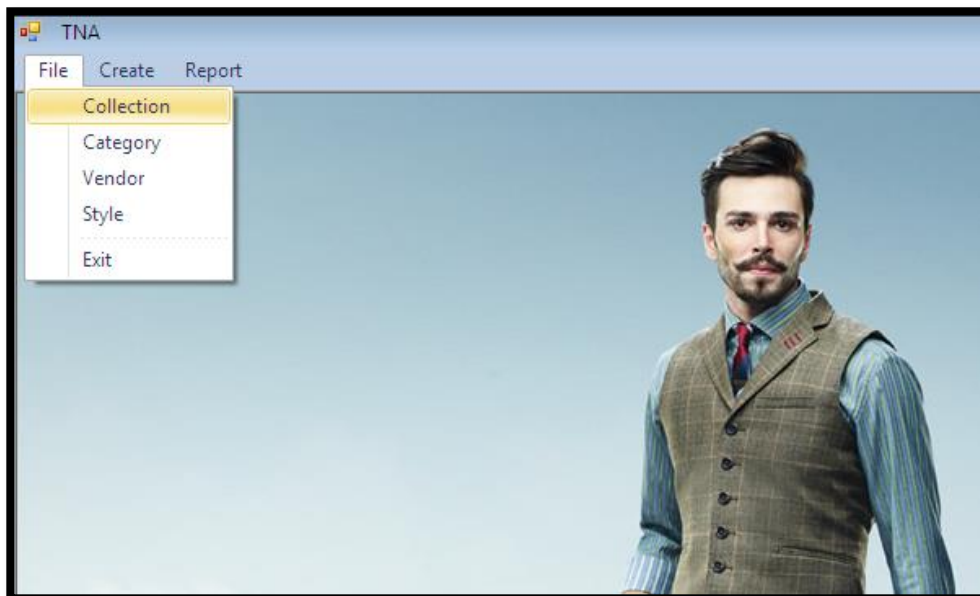 TNA
File Create Report
Collection
Category
Vendor
Style
Exit